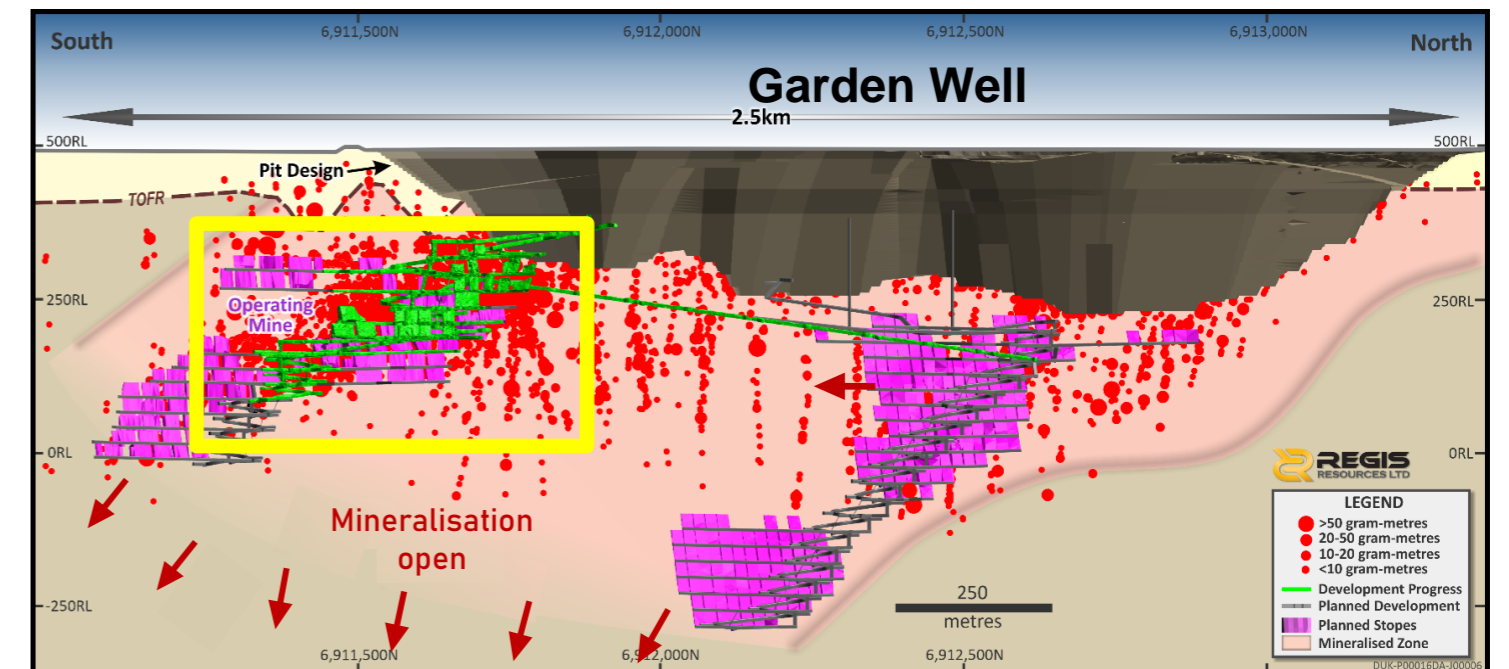 6,911,500N 6,912,000N 6,912,500N 6,913,000N
South North
Garden Well
2.5km
500RL 500RL
Pit Design
TOFR
250RL 250RL
Operating
Mine
0RL 0RL
REGIS
RESOURCES LTD
Mineralisation
open
LEGEND
>50 gram-metres
20-50 gram-metres
10-20 gram-metres
<10 gram-metres
Development Progress
Planned Development
Planned Stopes
Mineralised Zone
250
metres
-250RL
6,911,500N 6,912,000N 6,912,500N
DUK-P00016DA-J00006